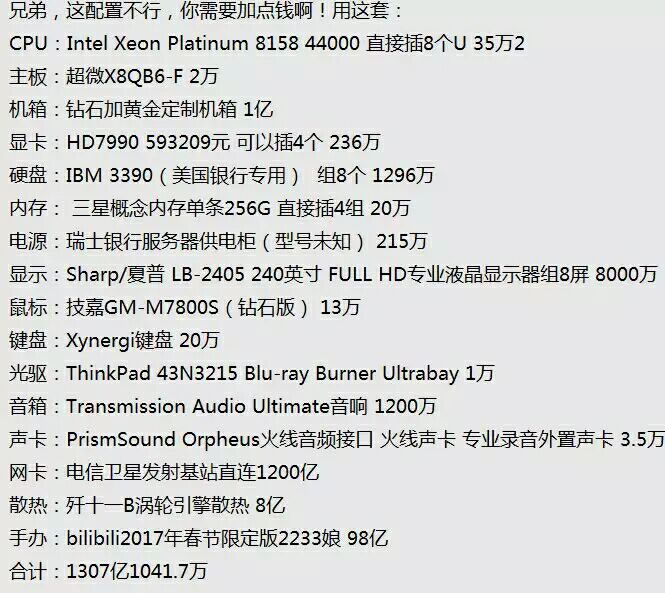 兄弟，这配置不行，你需要加点钱啊！用这套：
CPU：Intel Xeon Platinum 8158 44000 直接插8个U 35万2
主板：超微X8QB6-F 2万
机箱：钻石加黄金定制机箱 1亿
显卡：HD7990 593209元 可以插4个 236万
硬盘：IBM 3390（美国银行专用） 组8个 1296万
内存： 三星概念内存单条256G 直接插4组 20万
电源：瑞士银行服务器供电柜（型号未知） 215万
显示：Sharp/夏普 LB-2405 240英寸 FULL HD专业液晶显示器组8屏 8000万
鼠标：技嘉GM-M7800S（钻石版） 13万
键盘：Xynergi键盘 20万
光驱：ThinkPad 43N3215 Blu-ray Burner Ultrabay 1万
音箱：Transmission Audio Ultimate音响 1200万
声卡：PrismSound Orpheus火线音频接口 火线声卡 专业录音外置声卡 3.5万
网卡：电信卫星发射基站直连1200亿
散热：歼十一B涡轮引擎散热 8亿
手办：bilibili2017年春节限定版2233娘 98亿
合计：1307亿1041.7万